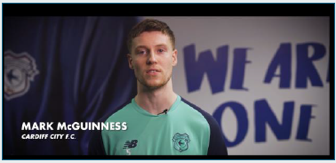 WE AR
ONE
MARK McGUINNESS
CARDIFF CITY F.C.